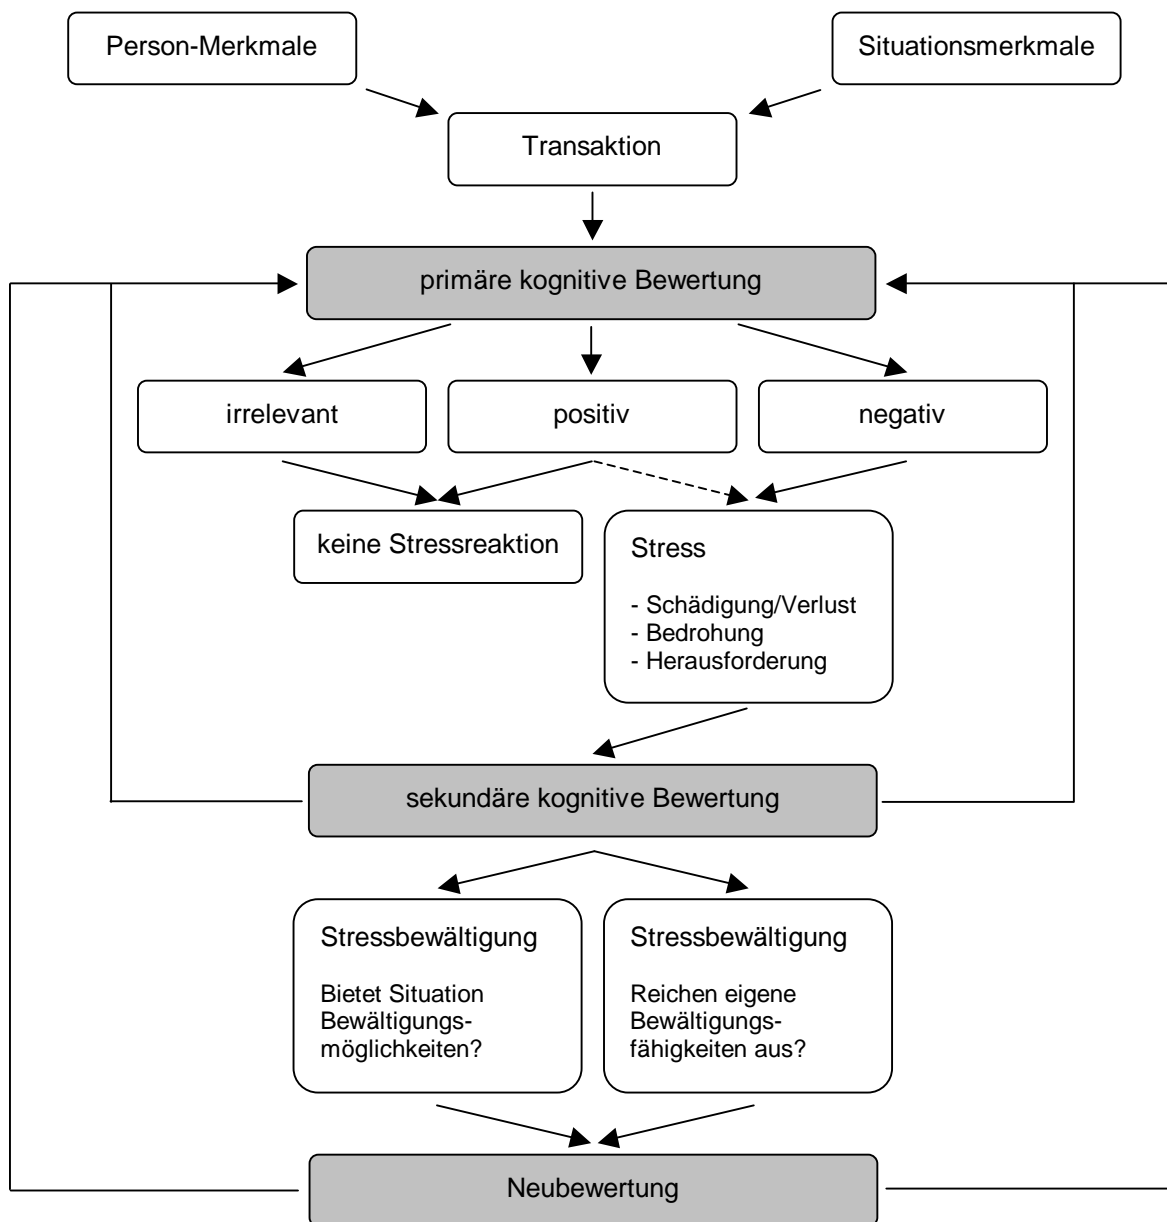 Person-Merkmale
Situationsmerkmale
Transaktion
primäre kognitive Bewertung
irrelevant
positiv
negativ
keine Stressreaktion
Stress
- Schädigung/Verlust
- Bedrohung
- Herausforderung
sekundäre kognitive Bewertung
Stressbewältigung
Bietet Situation
Bewältigungs-
möglichkeiten?
Stressbewältigung
Reichen eigene
Bewältigungs-
fähigkeiten aus?
Neubewertung